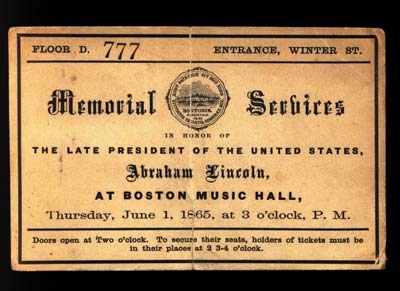 FLOOR D. 777 ENTRANCE, WINTER ST.
BOSTONIA
Memorial Services
IN HONOR OF
THE LATE PRESIDENT OF THE UNITED STATES,
Abraham Lincoln,
AT BOSTON MUSIC HALL,
Thursday, June 1, 1865, at 3 o'clock, P. M.
Doors open at Two o'clock. To secure their seats, holders of tickets must be
in their places at 2 3-4 o'clock.